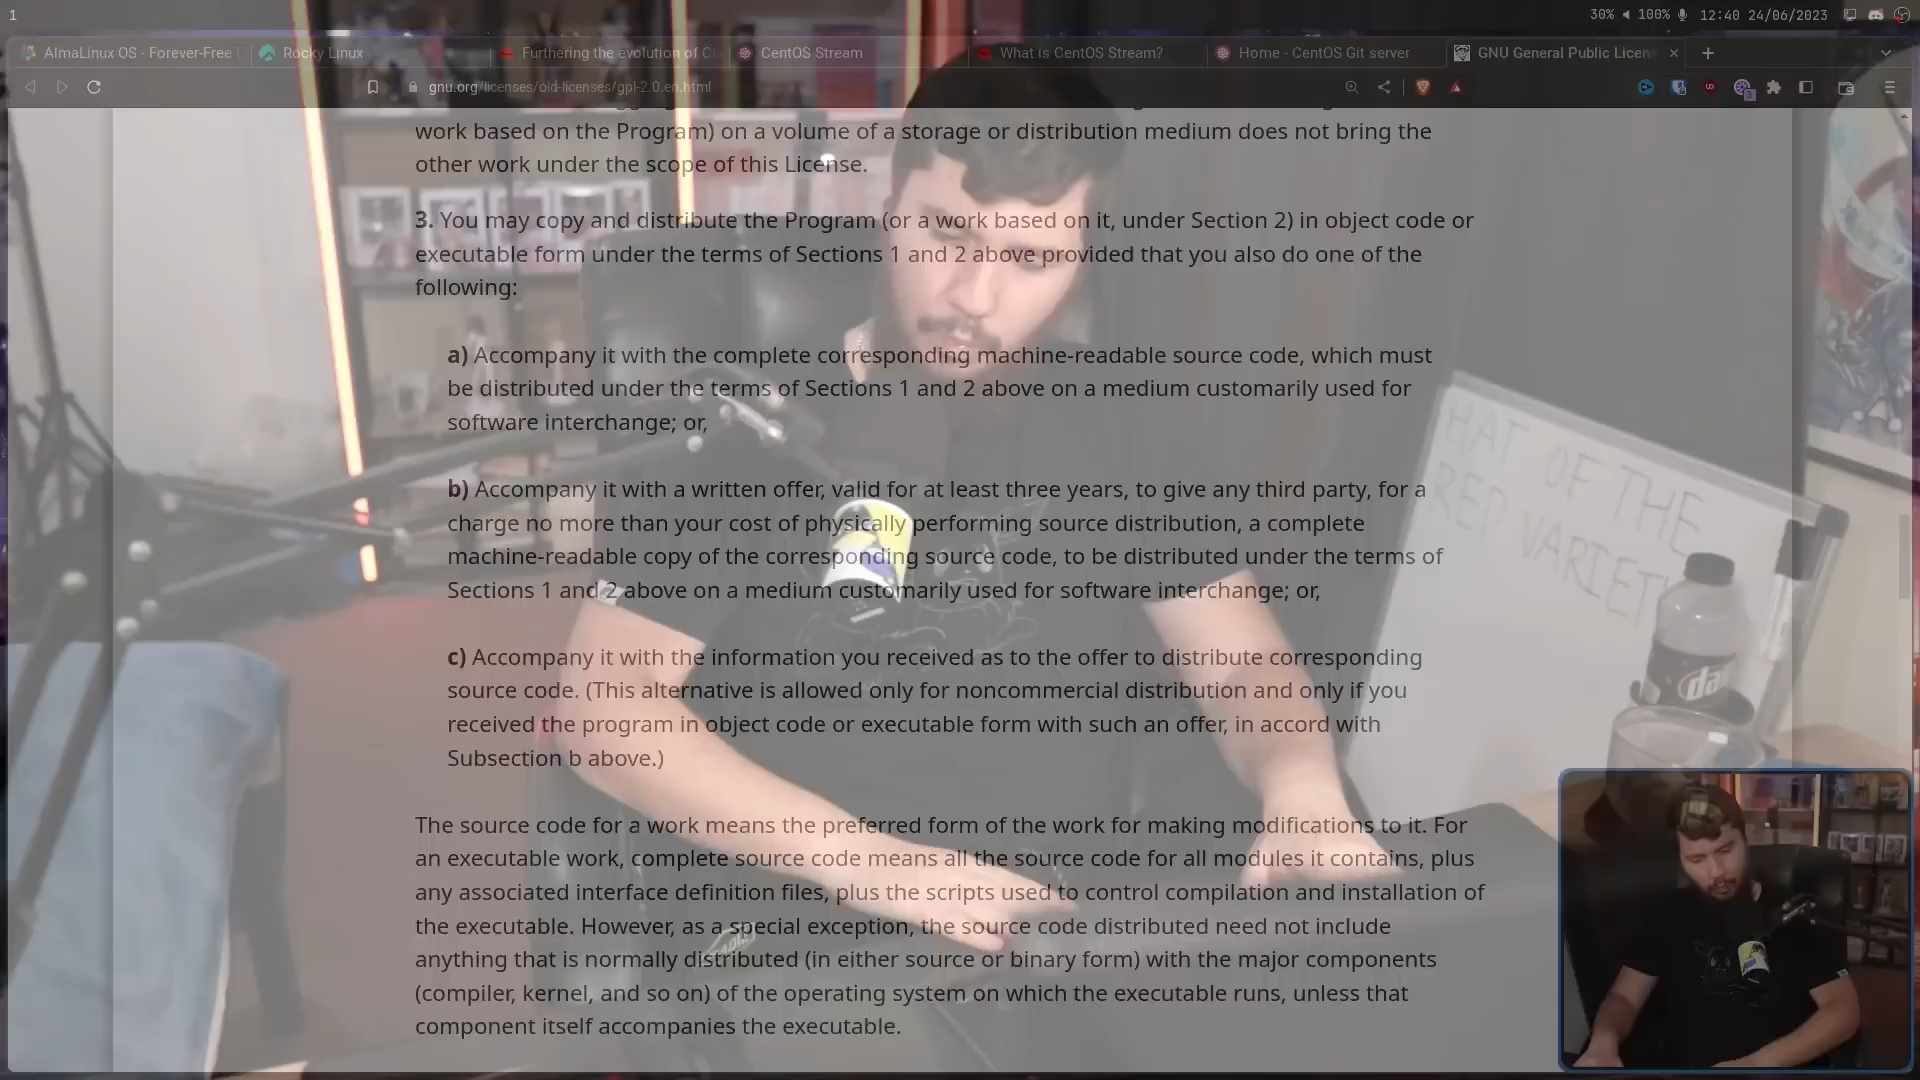 1
30% 100% 12:40 24/06/2023
AlmaLinux OS - Forever-Free
Rocky Linux
Furthering the evolution of
CentOS Stream
What is CentOS Stream?
Home - CentOS Git server
GNU General Public Licen
gnu.org/licenses/old-licenses/gpl-2.0.en.html
work based on the Program) on a volume of a storage or distribution medium does not bring the
other work under the scope of this License.
3. You may copy and distribute the Program (or a work based on it, under Section 2) in object code or
executable form under the terms of Sections 1 and 2 above provided that you also do one of the
following:
a) Accompany it with the complete corresponding machine-readable source code, which must
be distributed under the terms of Sections 1 and 2 above on a medium customarily used for
software interchange; or,
b) Accompany it with a written offer, valid for at least three years, to give any third party, for a
charge no more than your cost of physically performing source distribution, a complete
machine-readable copy of the corresponding source code, to be distributed under the terms of
Sections 1 and 2 above on a medium customarily used for software interchange; or,
c) Accompany it with the information you received as to the offer to distribute corresponding
source code. (This alternative is allowed only for noncommercial distribution and only if you
received the program in object code or executable form with such an offer, in accord with
Subsection b above.)
The source code for a work means the preferred form of the work for making modifications to it. For
an executable work, complete source code means all the source code for all modules it contains, plus
any associated interface definition files, plus the scripts used to control compilation and installation of
the executable. However, as a special exception, the source code distributed need not include
anything that is normally distributed (in either source or binary form) with the major components
(compiler, kernel, and so on) of the operating system on which the executable runs, unless that
component itself accompanies the executable.
HAT OF THE
RED VARIETY